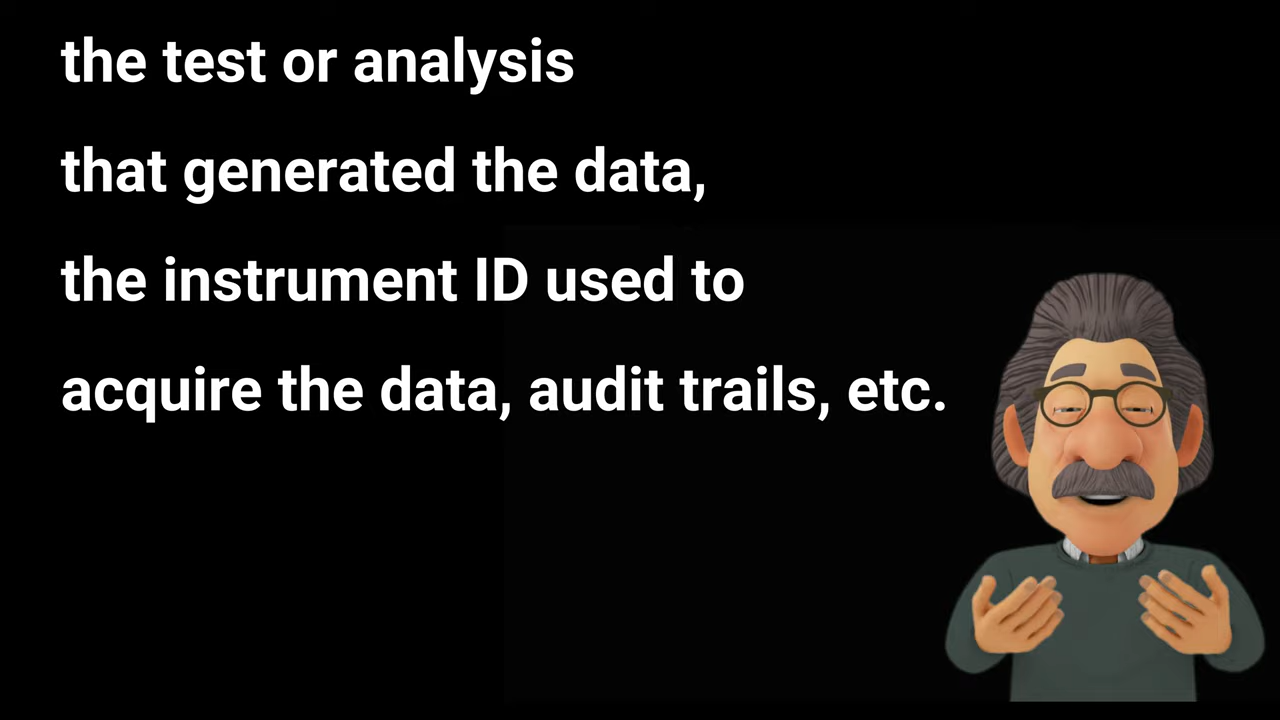 the test or analysis
that generated the data,
the instrument ID used to
acquire the data, audit trails, etc.